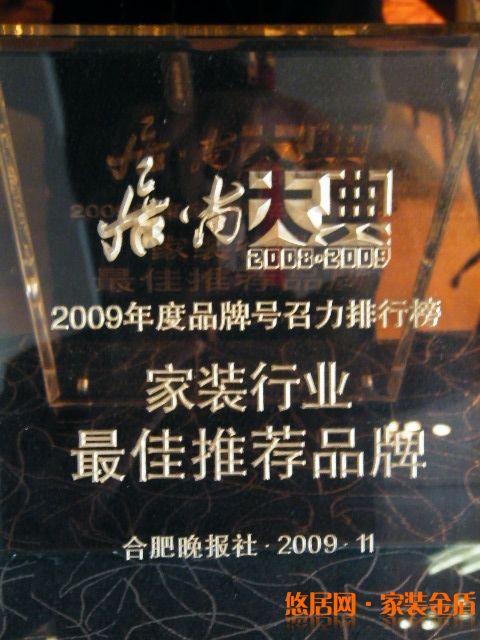 居·尚大典
2008-2009
2009年度品牌号召力排行榜
家装行业
最佳推荐品牌
合肥晚报社·2009·11
悠居网·家装金盾